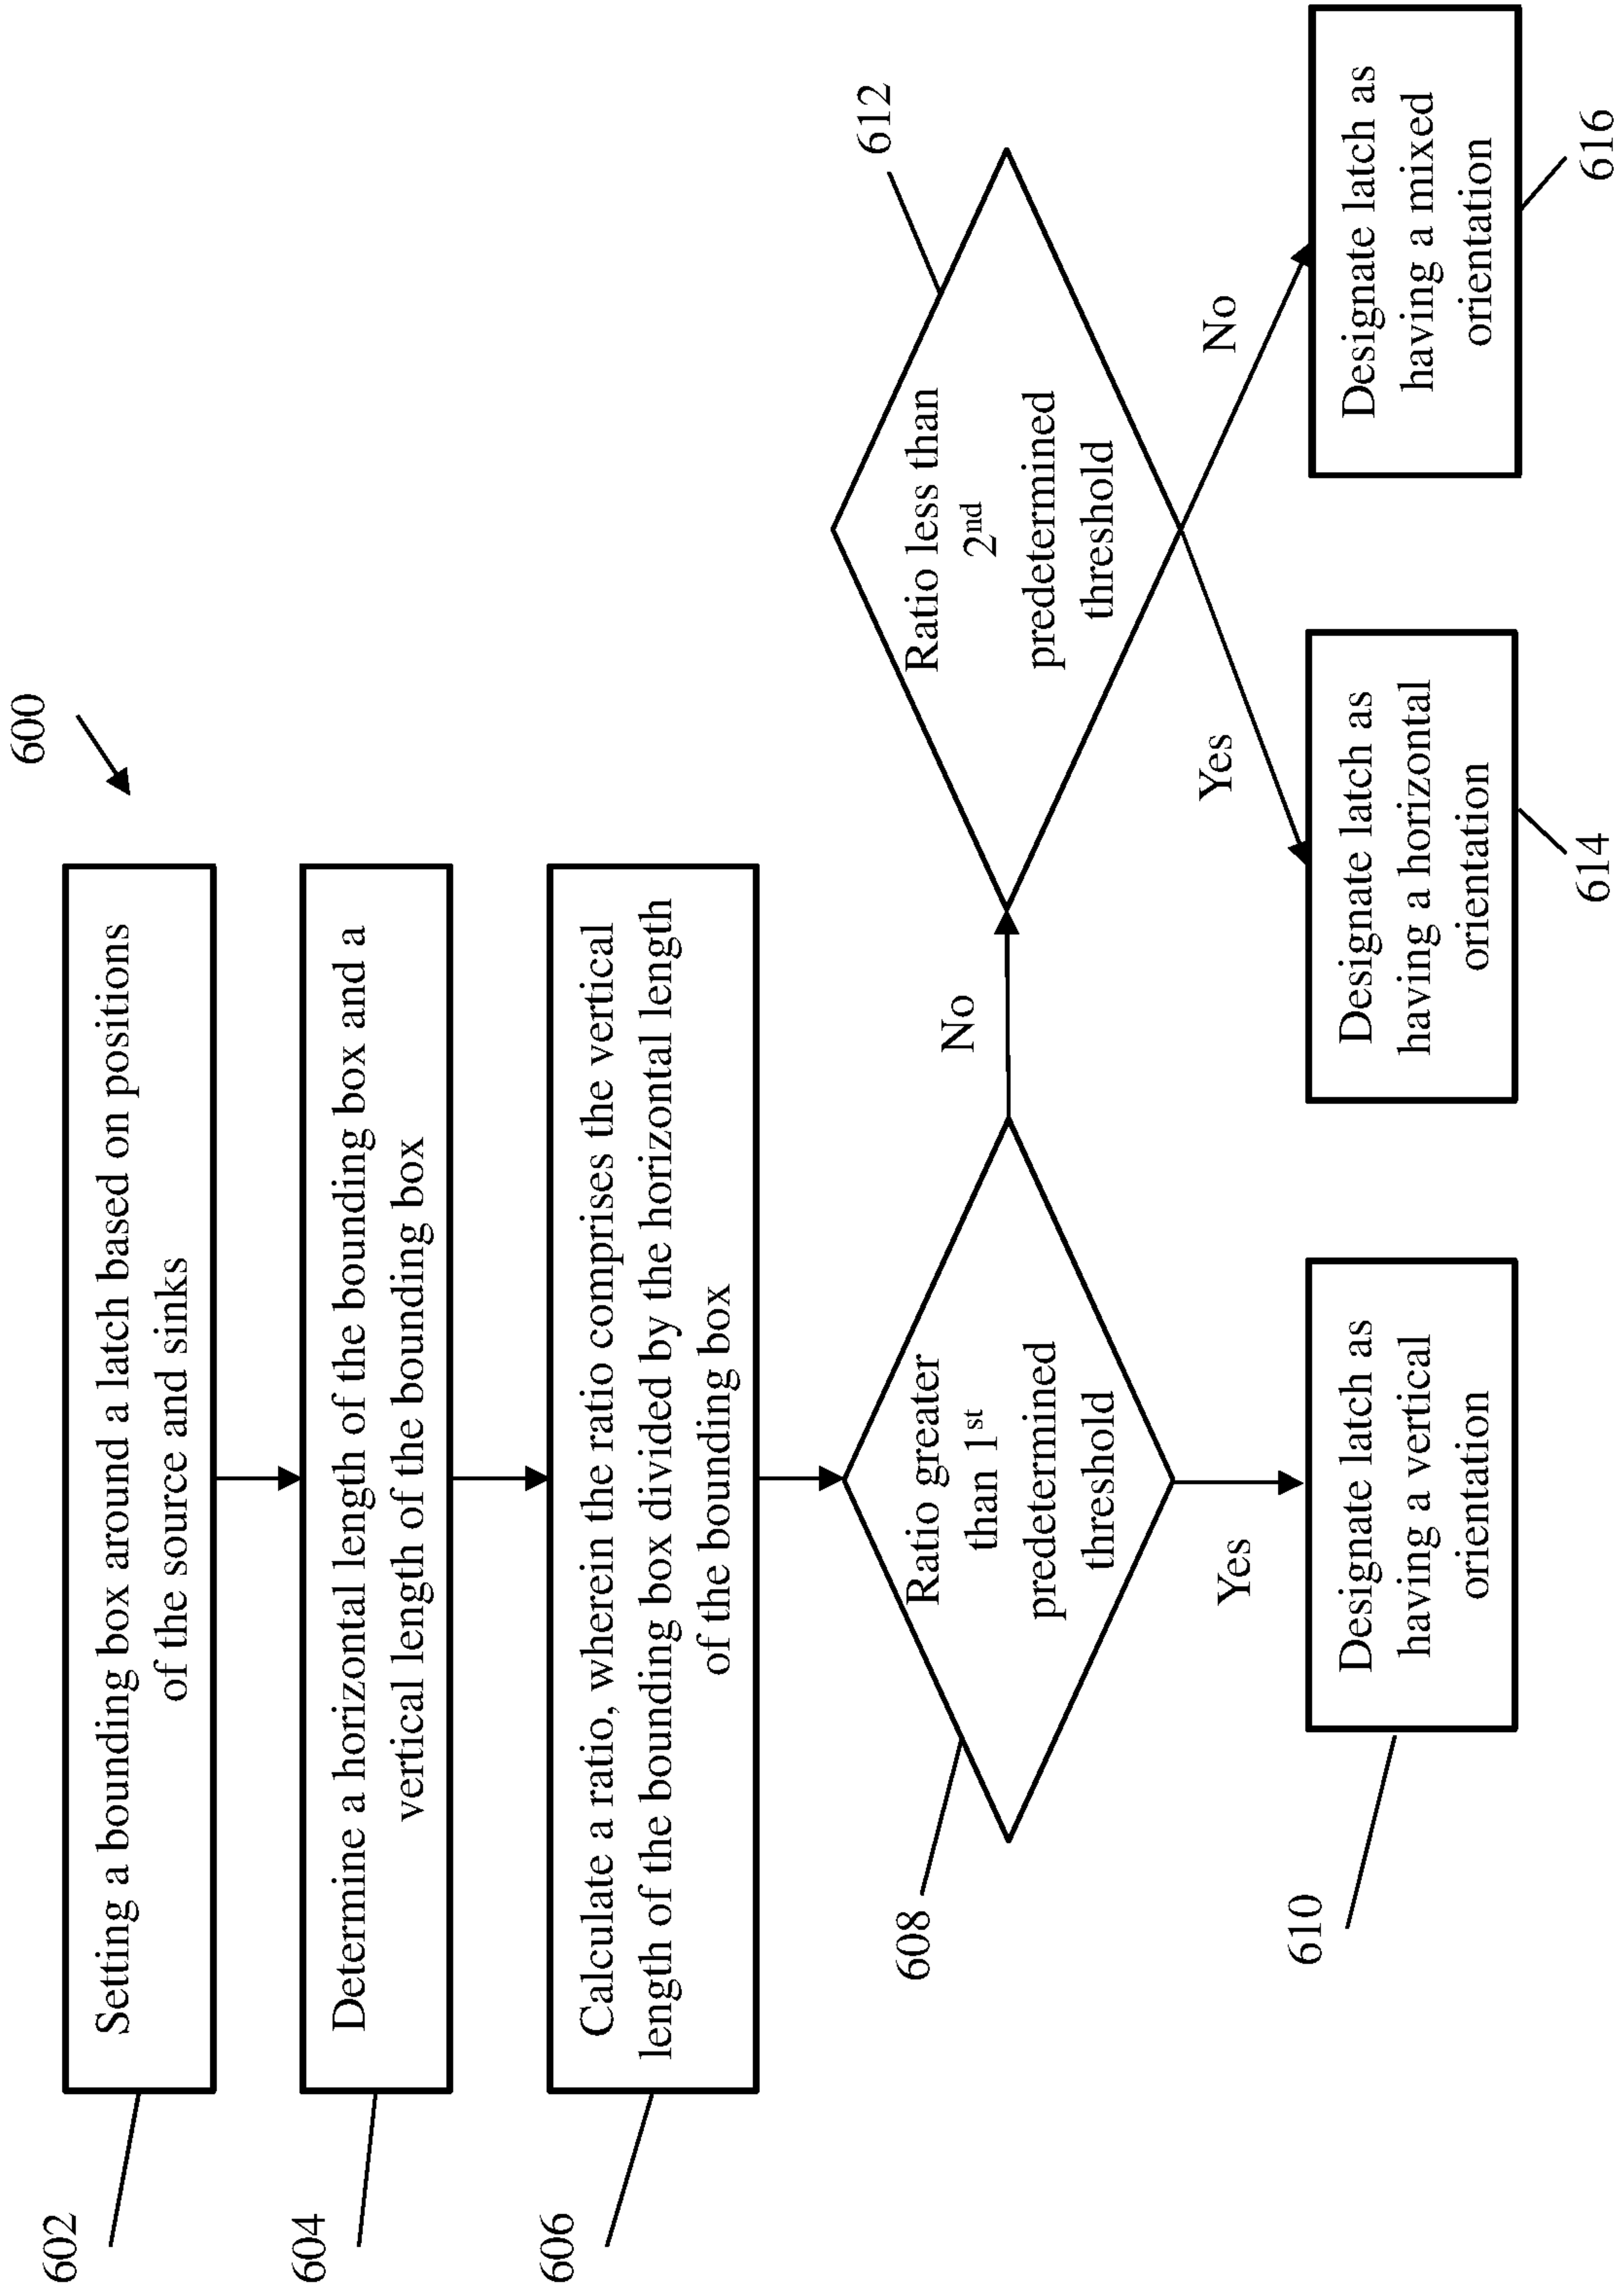 600
602
Setting a bounding box around a latch based on positions
of the source and sinks
604
Determine a horizontal length of the bounding box and a
vertical length of the bounding box
606
Calculate a ratio, wherein the ratio comprises the vertical
length of the bounding box divided by the horizontal length
of the bounding box
608
Ratio greater
than 1st
predetermined
threshold
No
612
Ratio less than
2nd
predetermined
threshold
Yes
Yes
No
610
Designate latch as
having a vertical
orientation
Designate latch as
having a horizontal
orientation
614
Designate latch as
having a mixed
orientation
616